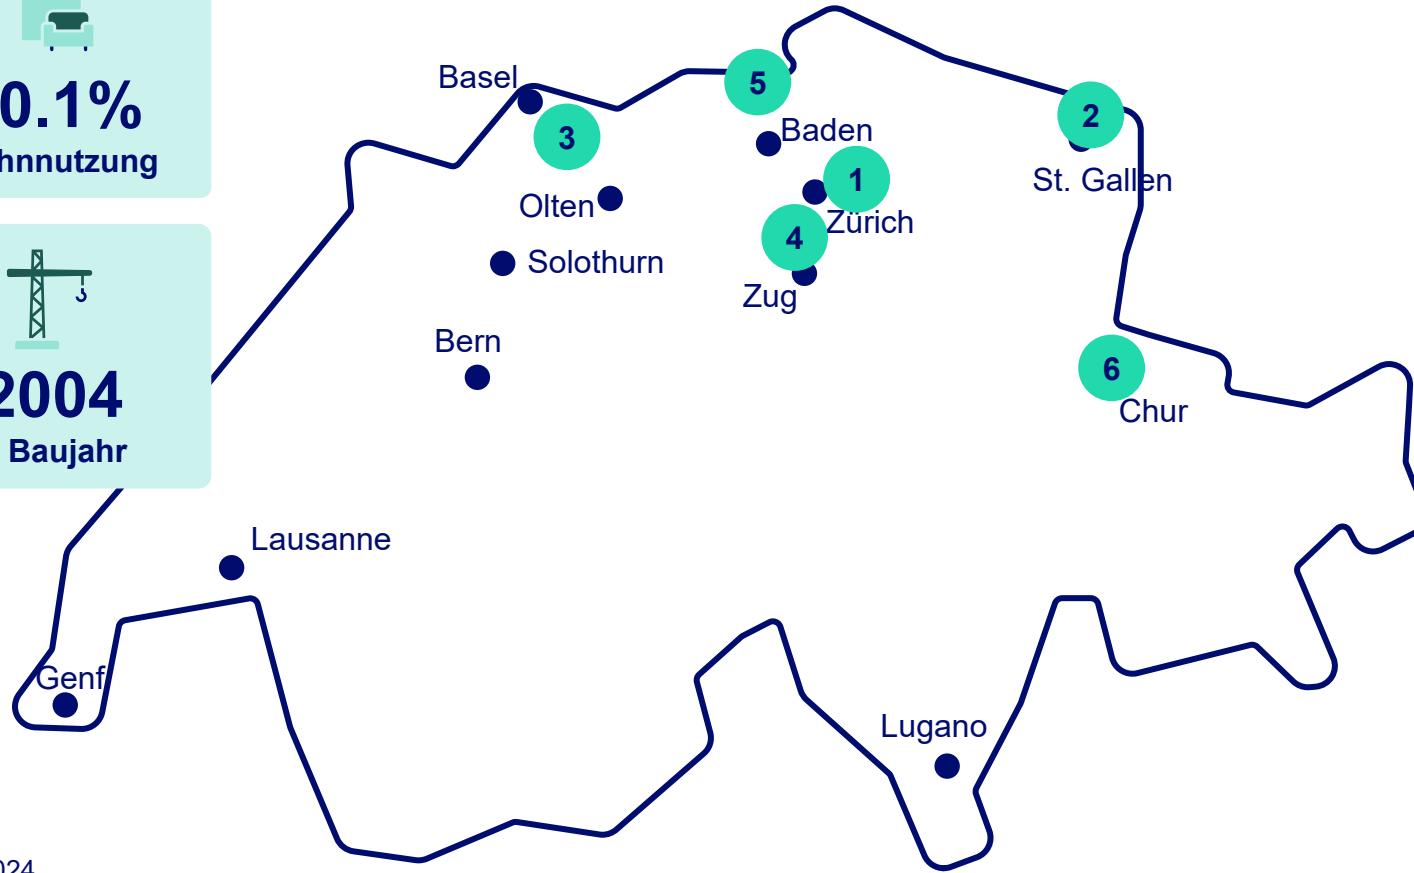 0.1%
hnnutzung
2004
Baujahr
Basel
5
2
3
Baden
1
St. Gallen
Olten
Zürich
4
Solothurn
Zug
Bern
6
Chur
Lausanne
Genf
Lugano
024